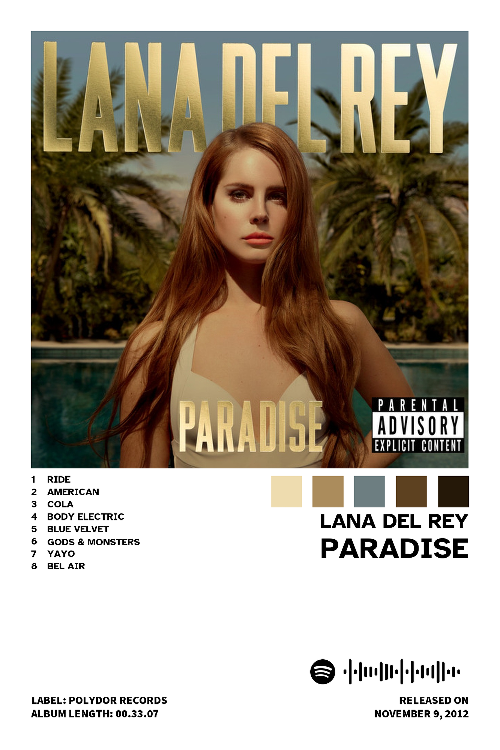 LANA DEL REY
PARADISE
PARENTAL
ADVISORY
EXPLICIT CONTENT
1 RIDE
2 AMERICAN
3 COLA
4 BODY ELECTRIC
5 BLUE VELVET
6 GODS & MONSTERS
7 YAYO
8 BEL AIR
LANA DEL REY
PARADISE
LABEL: POLYDOR RECORDS
ALBUM LENGTH: 00.33.07
RELEASED ON
NOVEMBER 9, 2012